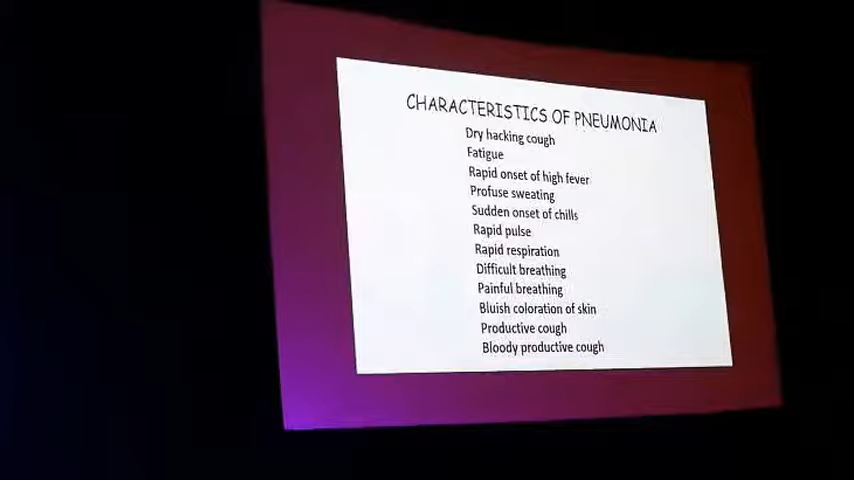 CHARACTERISTICS OF PNEUMONIA
Dry hacking cough
Fatigue
Rapid onset of high fever
Profuse sweating
Sudden onset of chills
Rapid pulse
Rapid respiration
Difficult breathing
Painful breathing
Bluish coloration of skin
Productive cough
Bloody productive cough